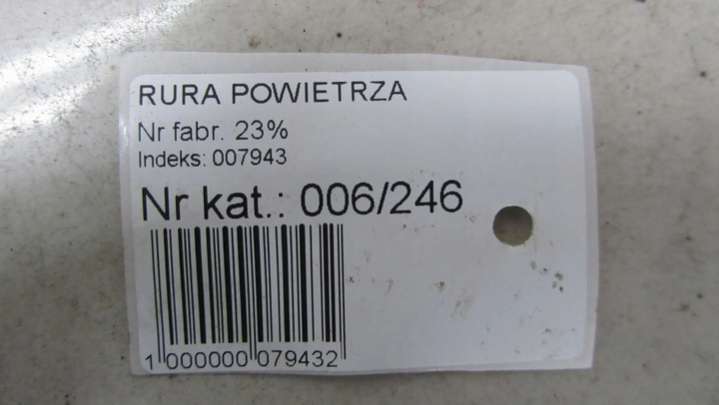 RURA POWIETRZA
Nr fabr. 23%
Indeks: 007943
Nr kat.: 006/246
1 000000 079432